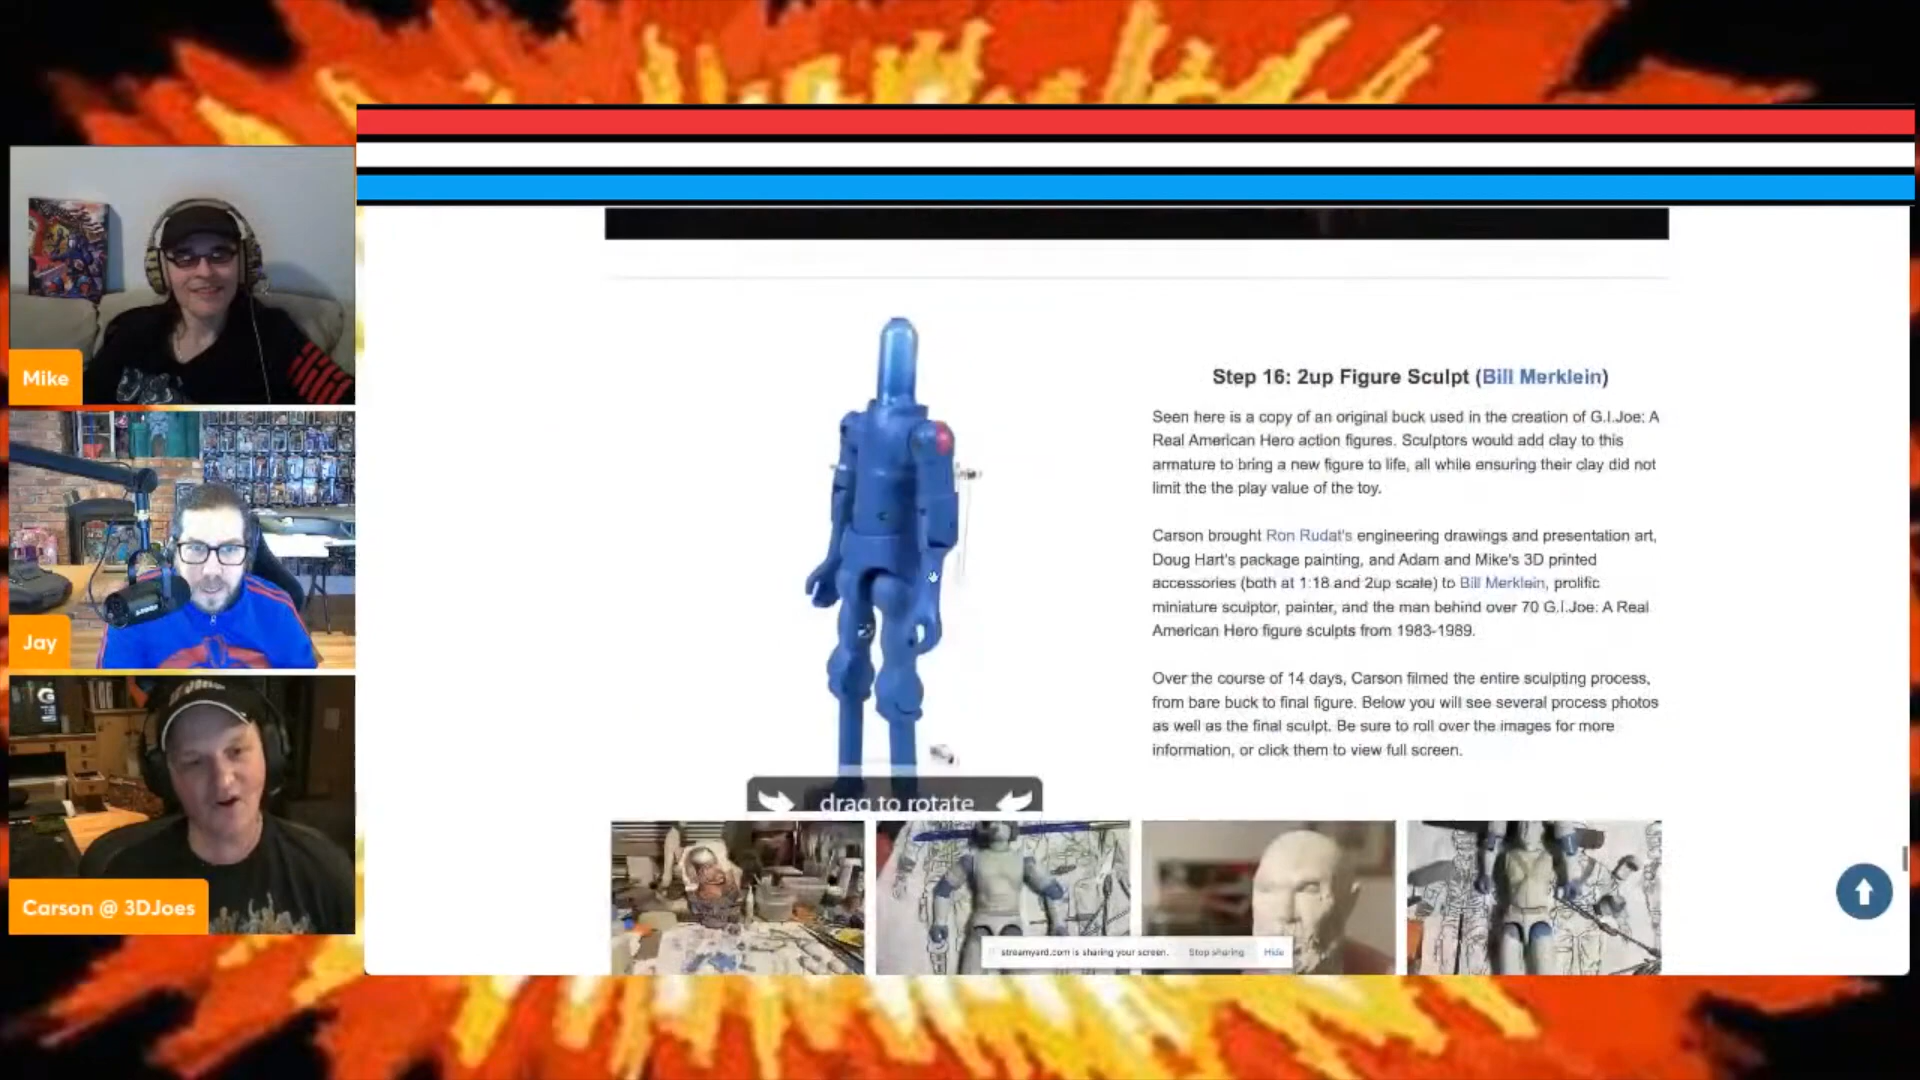 Mike
Jay
Carson @ 3DJoes
Step 16: 2up Figure Sculpt (Bill Merklein)
Seen here is a copy of an original buck used in the creation of G.I.Joe: A
Real American Hero action figures. Sculptors would add clay to this
armature to bring a new figure to life, all while ensuring their clay did not
limit the the play value of the toy.
Carson brought Ron Rudat's engineering drawings and presentation art,
Doug Hart's package painting, and Adam and Mike's 3D printed
accessories (both at 1:18 and 2up scale) to Bill Merklein, prolific
miniature sculptor, painter, and the man behind over 70 G.I.Joe: A Real
American Hero figure sculpts from 1983-1989.
Over the course of 14 days, Carson filmed the entire sculpting process,
from bare buck to final figure. Below you will see several process photos
as well as the final sculpt. Be sure to roll over the images for more
information, or click them to view full screen.
drag to rotate
streamyard.com is sharing your screen. Stop sharing Hide